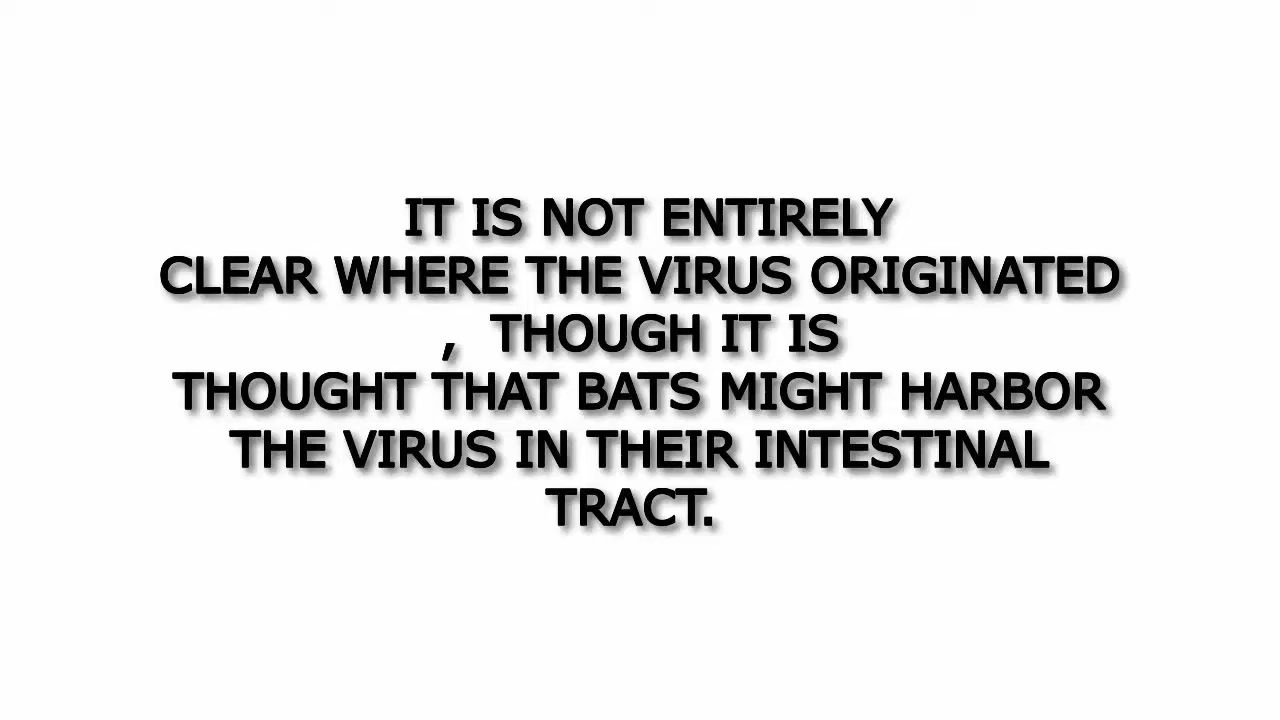 IT IS NOT ENTIRELY
CLEAR WHERE THE VIRUS ORIGINATED
, THOUGH IT IS
THOUGHT THAT BATS MIGHT HARBOR
THE VIRUS IN THEIR INTESTINAL
TRACT.